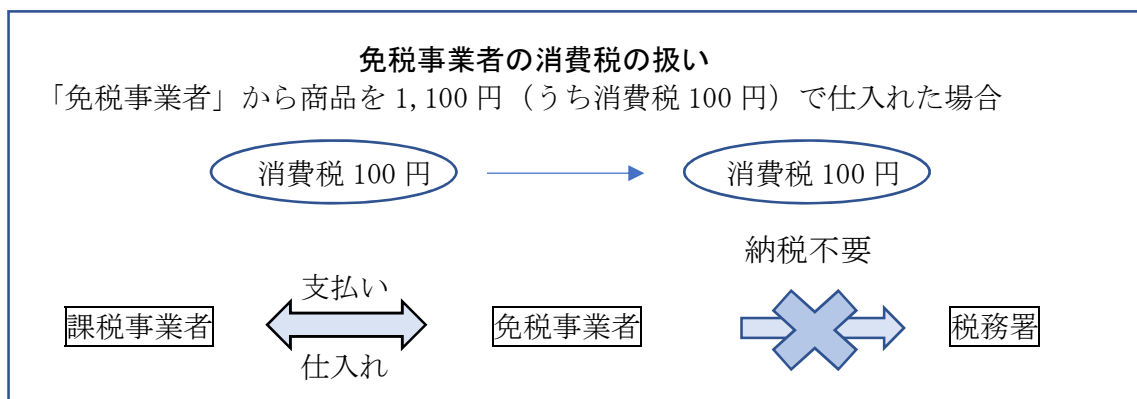 免税事業者の消費税の扱い
「免税事業者」から商品を 1,100 円（うち消費税 100 円）で仕入れた場合
消費税 100 円
消費税 100 円
納税不要
支払い
課税事業者
免税事業者
税務署
仕入れ